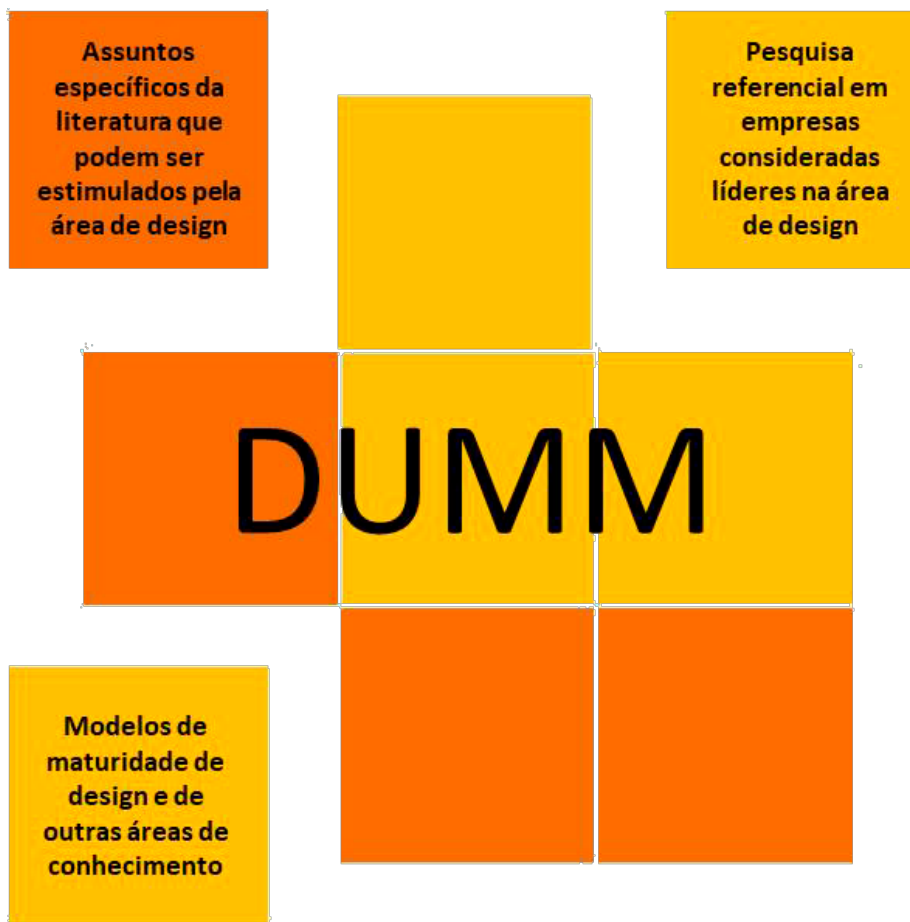 Assuntos
específicos da
literatura que
podem ser
estimulados pela
área de design
Pesquisa
referencial em
empresas
consideradas
líderes na área
de design
DUMM
Modelos de
maturidade de
design e de
outras áreas de
conhecimento